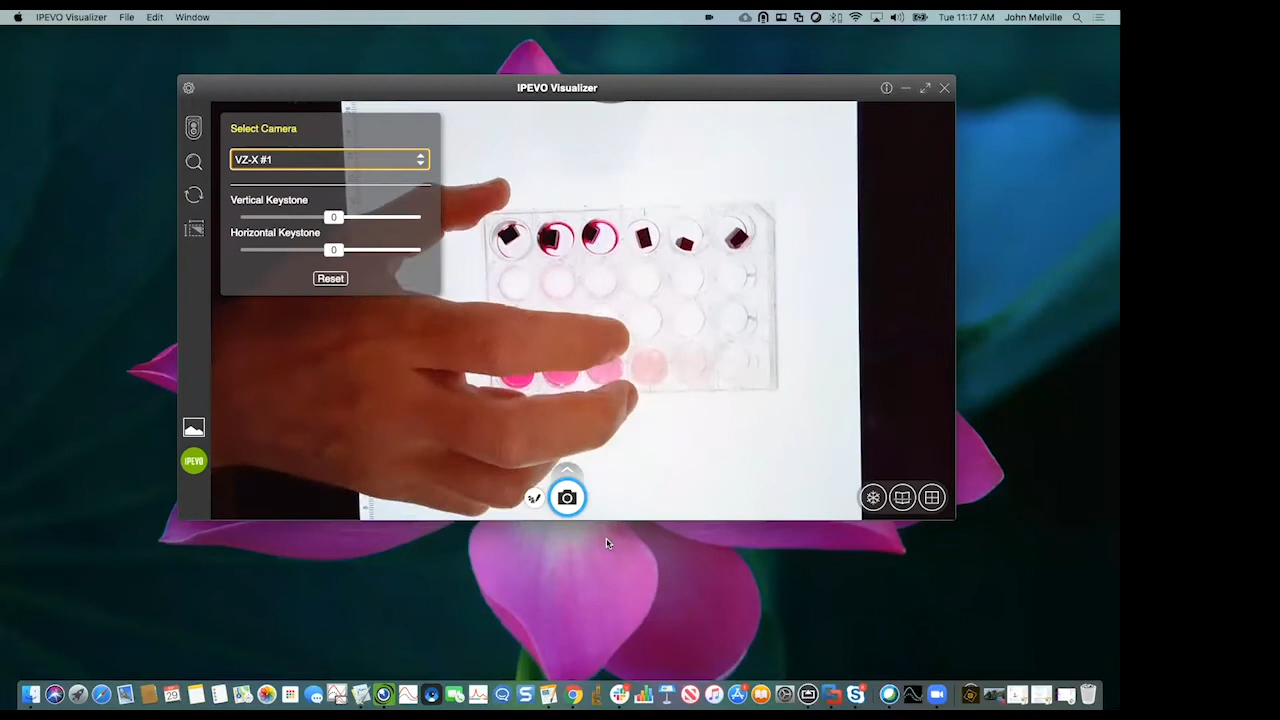 IPEVO Visualizer File Edit Window Tue 11:17 AM John Melville
IPEVO Visualizer
Select Camera
VZ-X #1
Vertical Keystone
0
Horizontal Keystone
0
Reset
IPEVO
29